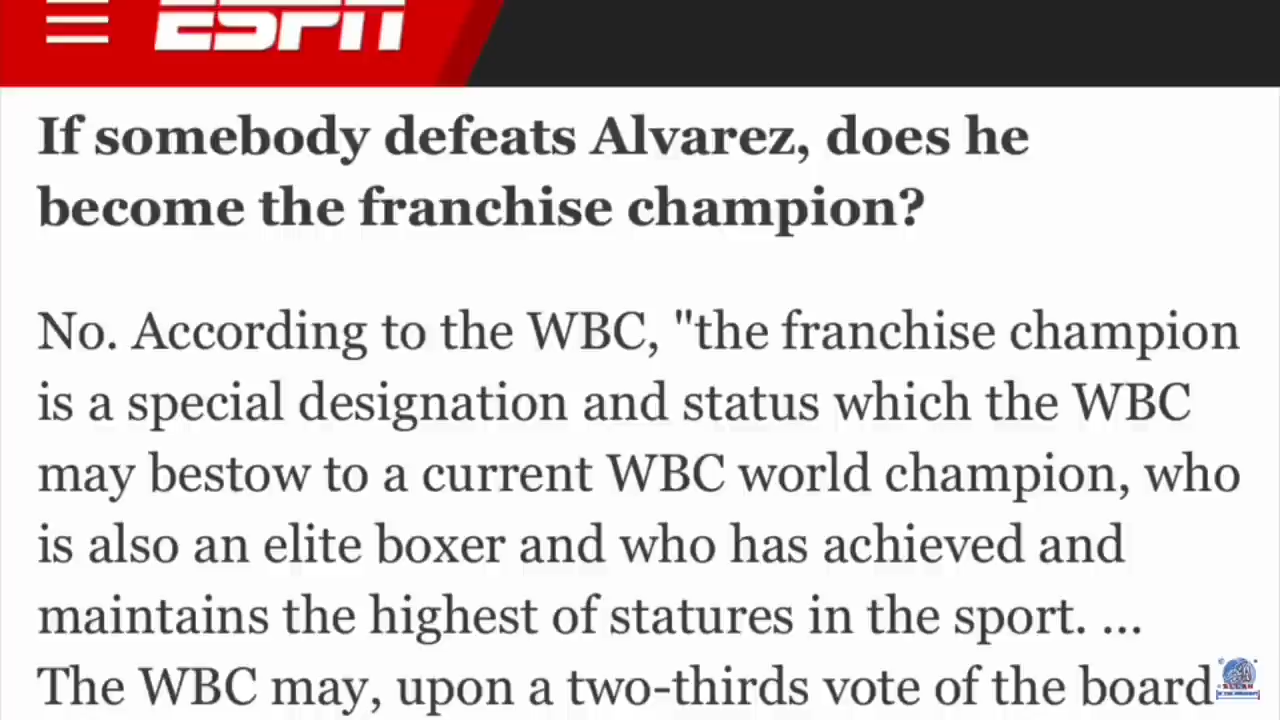 ESPN
If somebody defeats Alvarez, does he
become the franchise champion?
No. According to the WBC, "the franchise champion
is a special designation and status which the WBC
may bestow to a current WBC world champion, who
is also an elite boxer and who has achieved and
maintains the highest of statures in the sport. ...
The WBC may, upon a two-thirds vote of the board